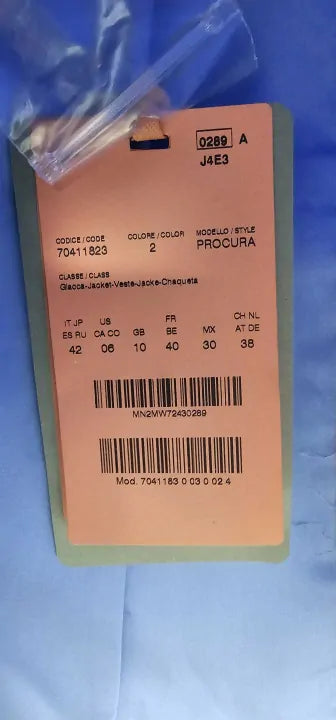 0289 A
J4E3
CODICE / CODE COLORE / COLOR MODELLO / STYLE
70411823 2 PROCURA
CLASSE / CLASS
Giacca-Jacket-Veste-Jacke-Chaqueta
IT JP US FR CH NL
ES RU CA CO GB BE MX AT DE
42 06 10 40 30 38
MN2MW72430289
Mod. 7041183 0 03 0 02 4